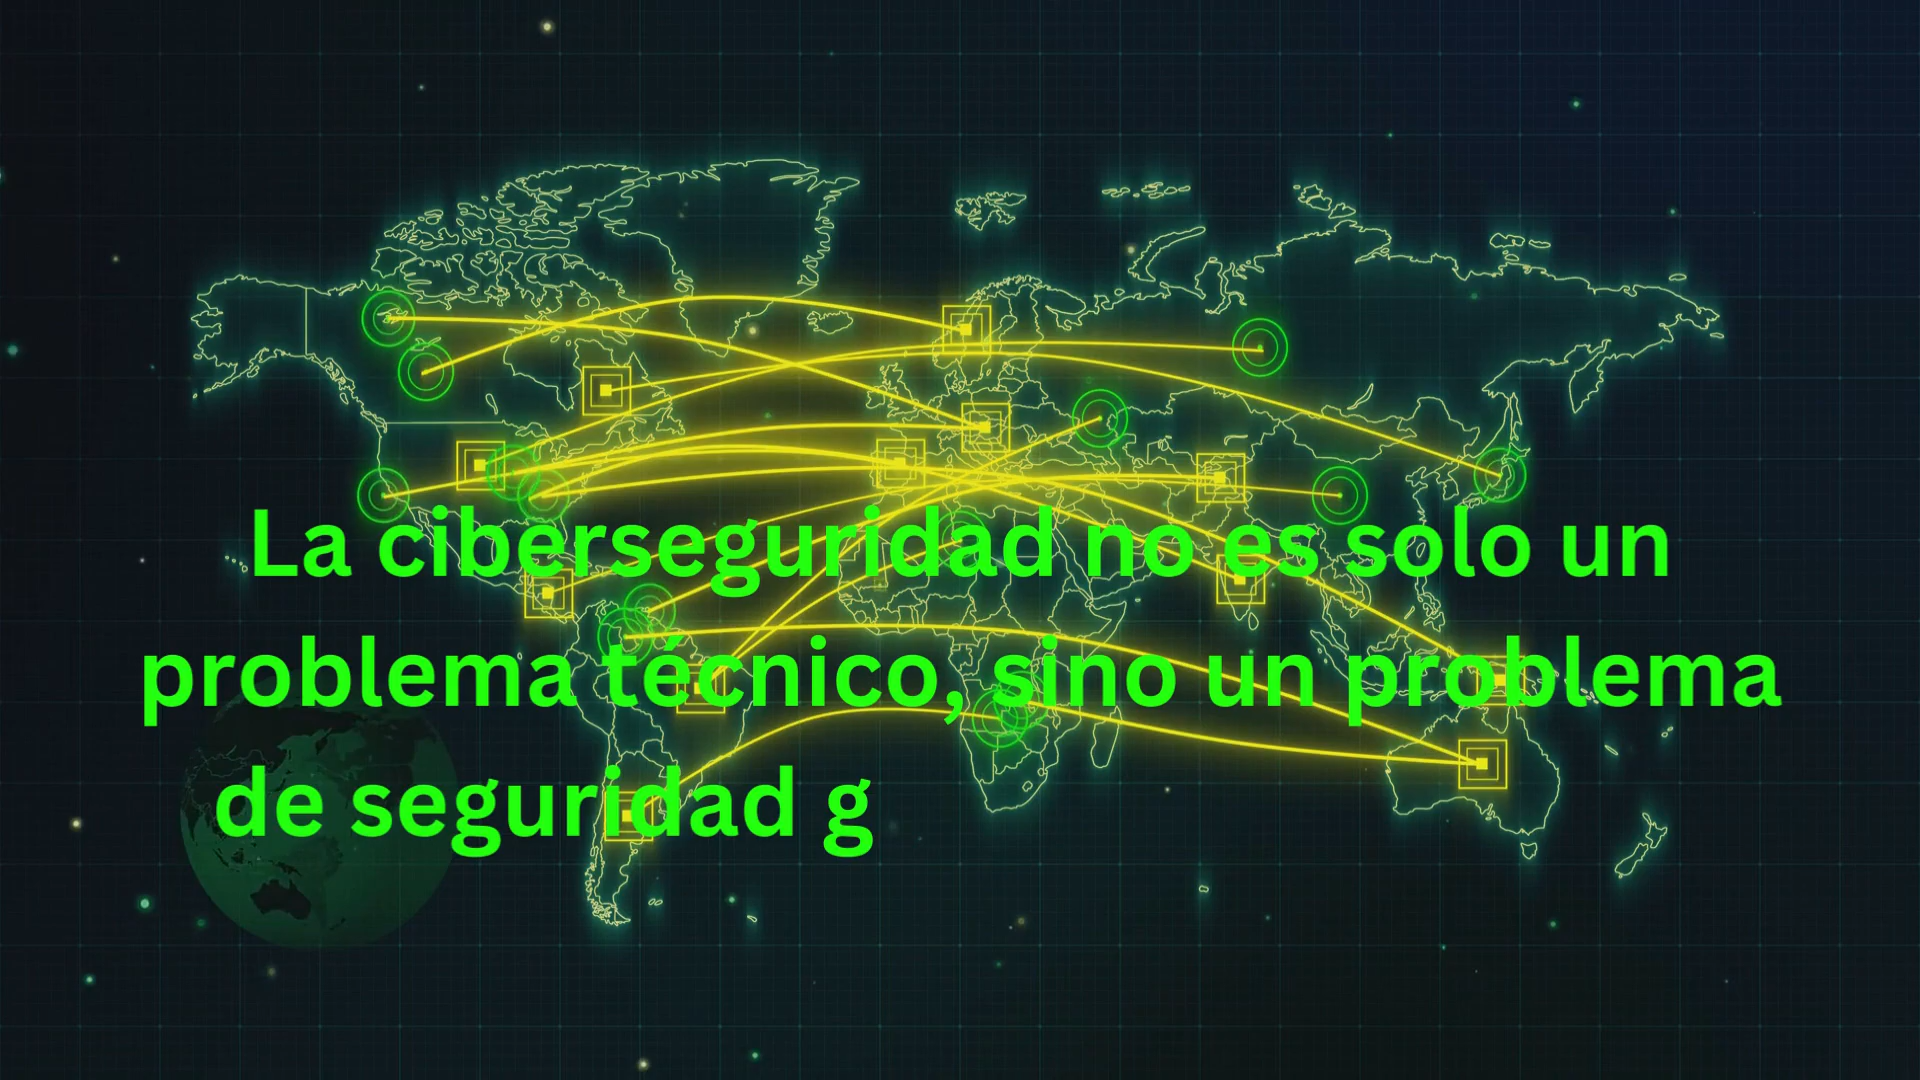 La ciberseguridad no es solo un
problema técnico, sino un problema
de seguridad g